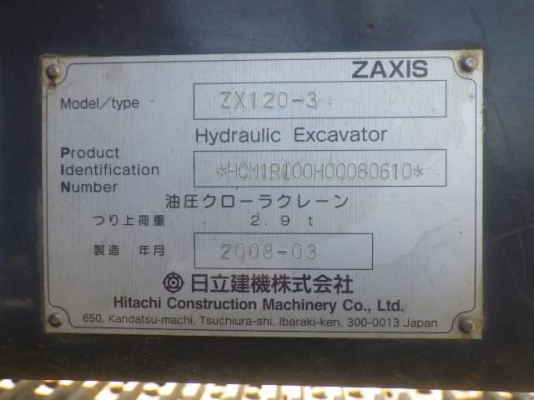 ZAXIS
Model/type ZX120-3
Hydraulic Excavator
Product
Identification *HCM1R100H00080610*
Number
油圧クローラクレーン
つり上荷重 2.9 t
製造 年月 2008-03
日立建機株式会社
Hitachi Construction Machinery Co., Ltd.
650, Kandatsu-machi, Tsuchiura-shi, Ibaraki-ken, 300-0013 Japan